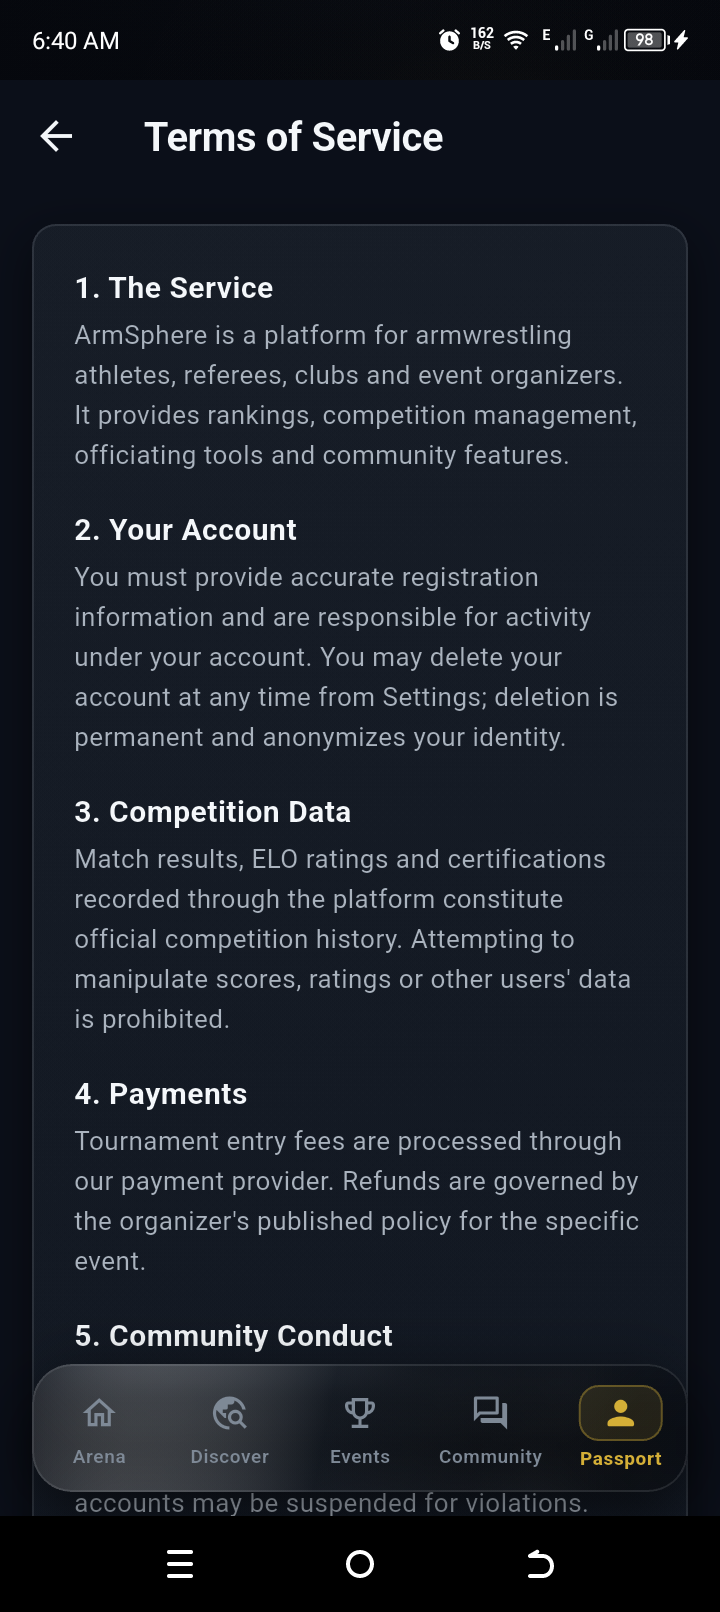 6:40 AM
162
B/S
E
G
98
Terms of Service
1. The Service
ArmSphere is a platform for armwrestling
athletes, referees, clubs and event organizers.
It provides rankings, competition management,
officiating tools and community features.
2. Your Account
You must provide accurate registration
information and are responsible for activity
under your account. You may delete your
account at any time from Settings; deletion is
permanent and anonymizes your identity.
3. Competition Data
Match results, ELO ratings and certifications
recorded through the platform constitute
official competition history. Attempting to
manipulate scores, ratings or other users' data
is prohibited.
4. Payments
Tournament entry fees are processed through
our payment provider. Refunds are governed by
the organizer's published policy for the specific
event.
5. Community Conduct
Arena
Discover
Events
Community
Passport
accounts may be suspended for violations.